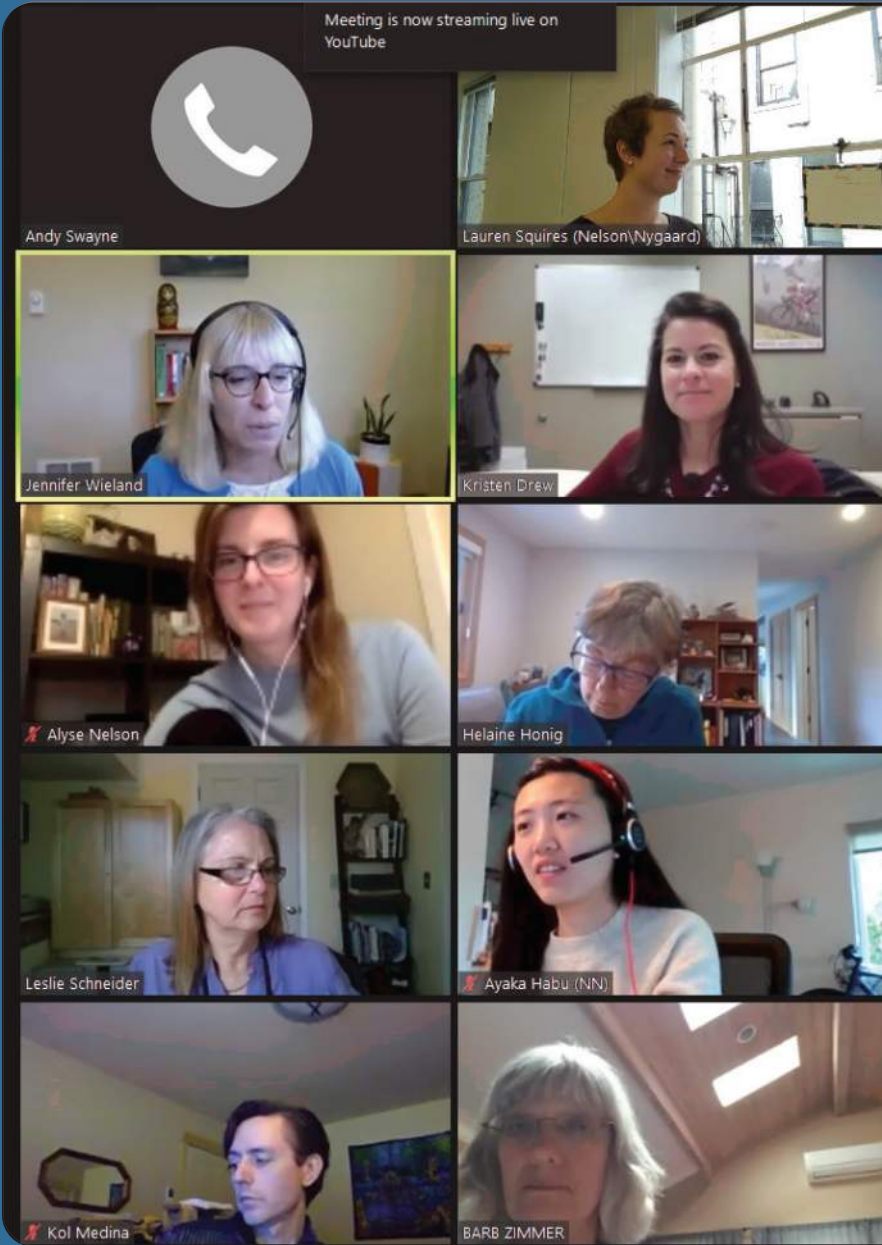 Meeting is now streaming live on
YouTube
Andy Swayne
Lauren Squires (Nelson\Nygaard)
Jennifer Wieland
Kristen Drew
Alyse Nelson
Helaine Honig
Leslie Schneider
Ayaka Habu (NN)
Kol Medina
BARB ZIMMER